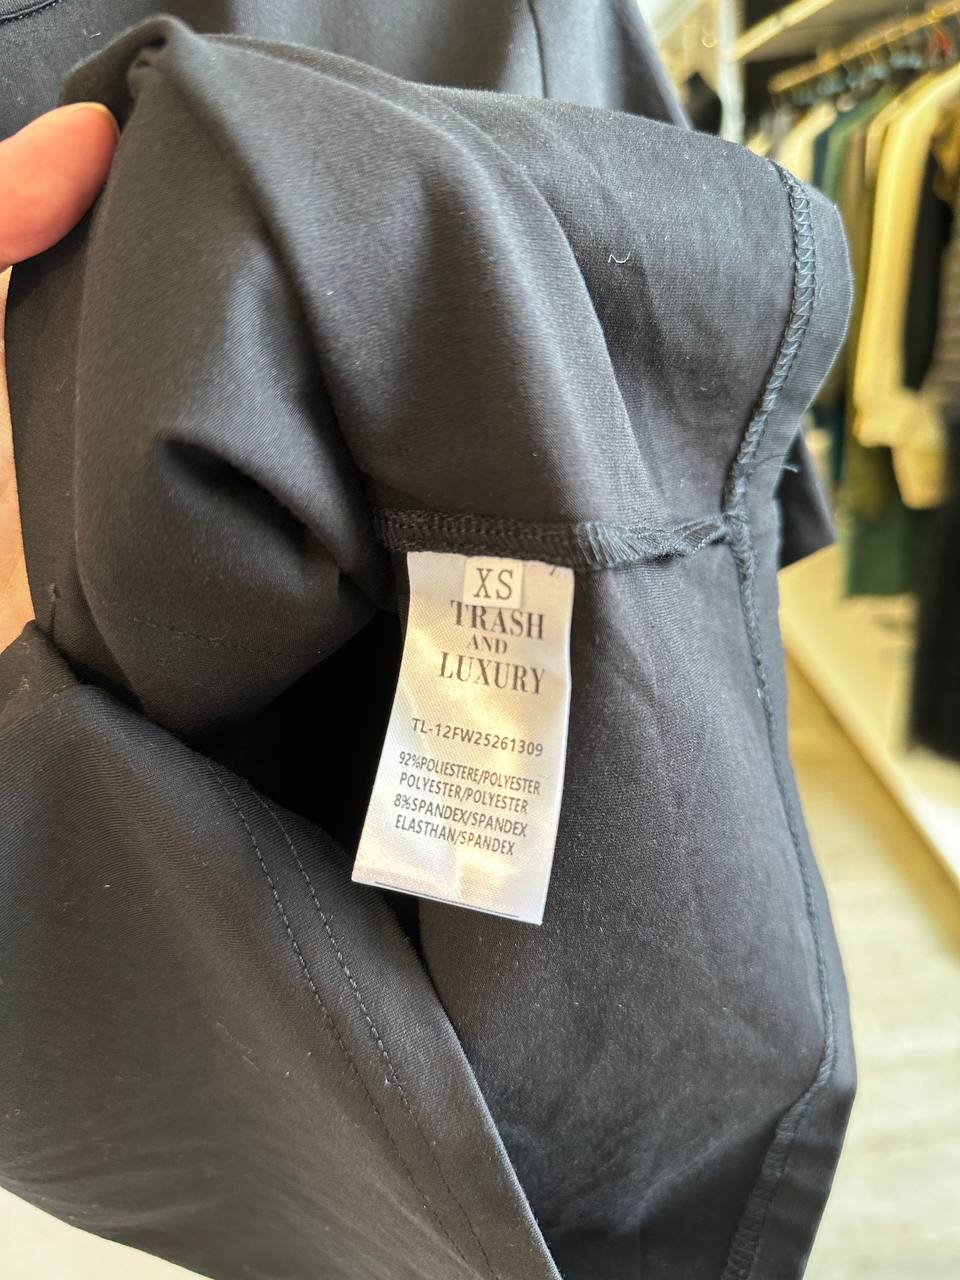 XS
TRASH
AND
LUXURY
TL-12FW25261309
92%POLIESTERE/POLYESTER
POLYESTER/POLYESTER
8%SPANDEX/SPANDEX
ELASTHAN/SPANDEX